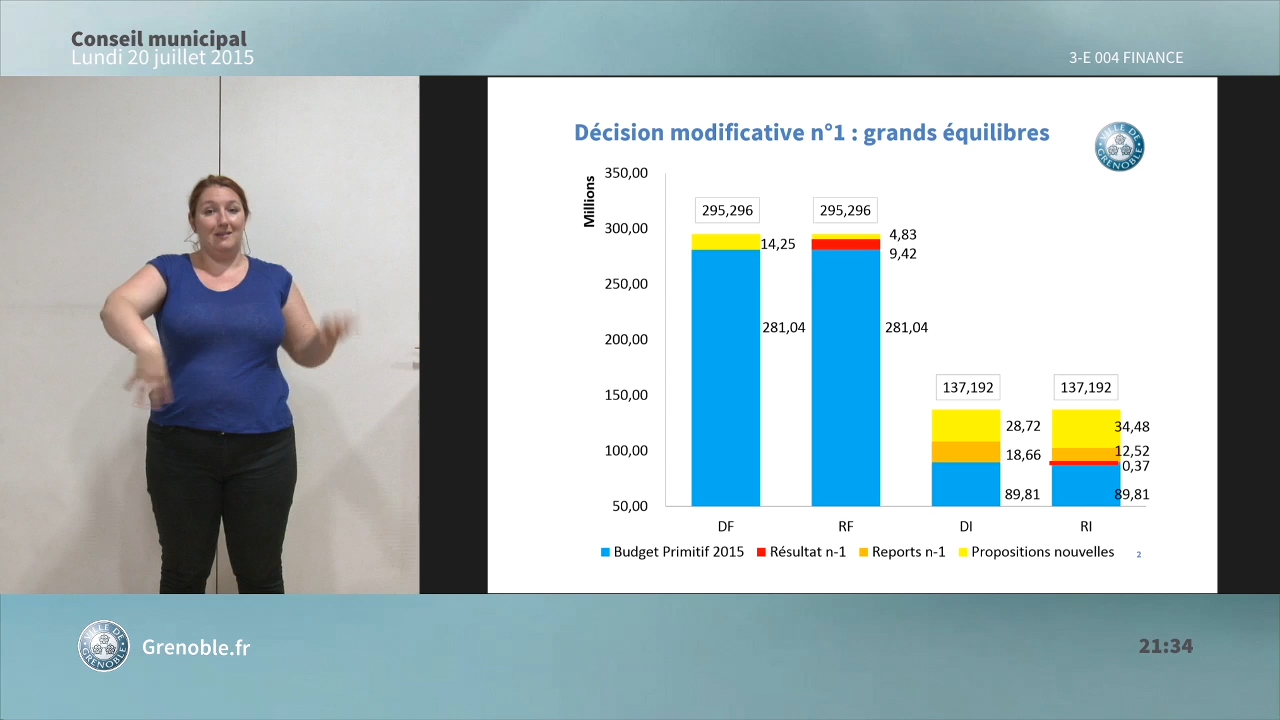 Conseil municipal
Lundi 20 juillet 2015
3-E 004 FINANCE
Décision modificative n°1 : grands équilibres
VILLE DE GRENOBLE
Millions
350,00
300,00
250,00
200,00
150,00
100,00
50,00
295,296
295,296
14,25
4,83
9,42
281,04
281,04
137,192
137,192
28,72
34,48
18,66
12,52
0,37
89,81
89,81
DF
RF
DI
RI
Budget Primitif 2015
Résultat n-1
Reports n-1
Propositions nouvelles
2
VILLE DE GRENOBLE
Grenoble.fr
21:34